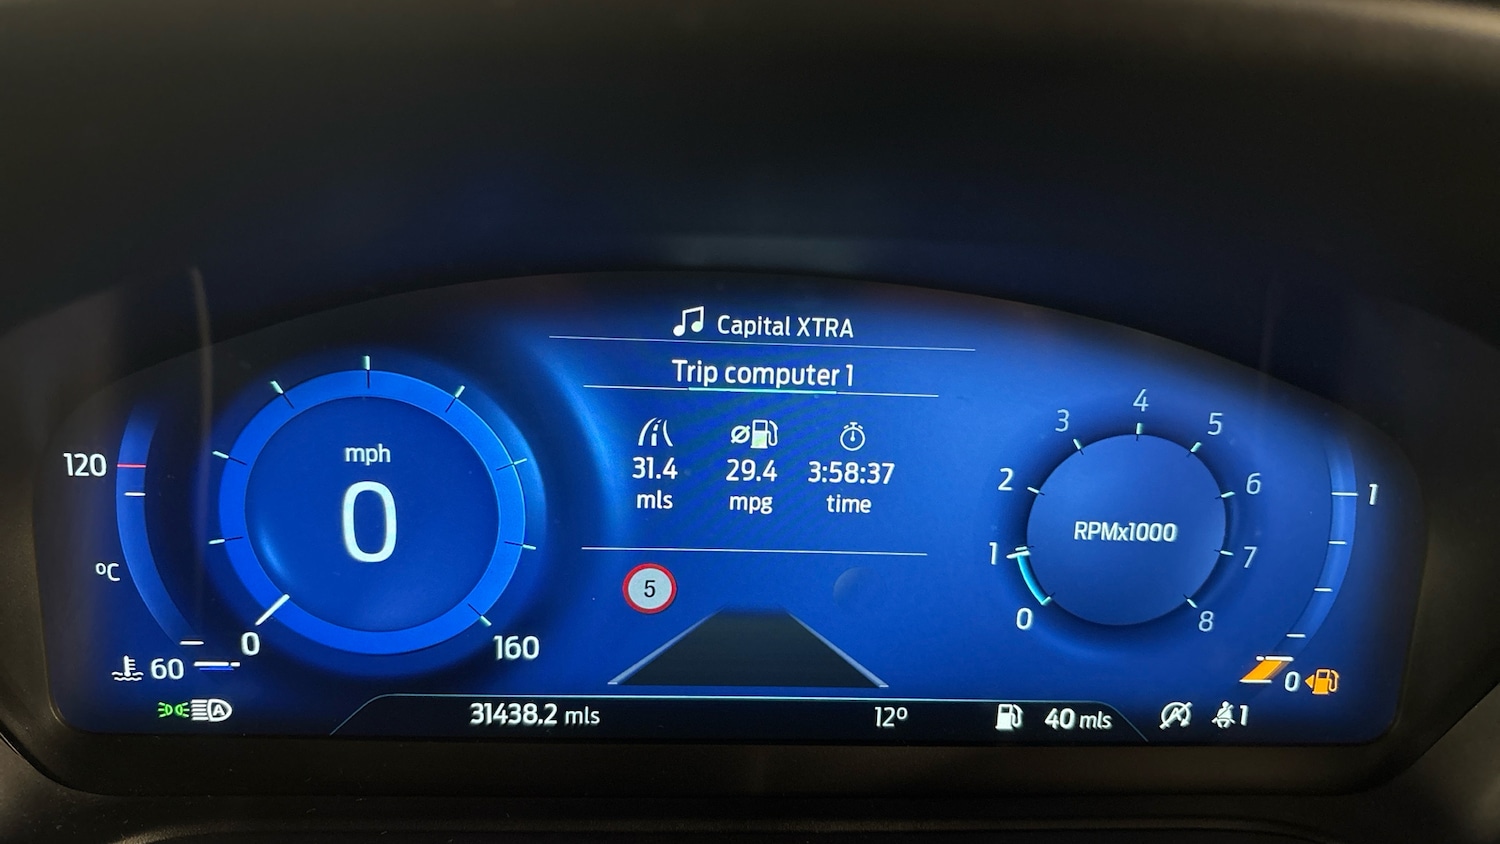 Capital XTRA
Trip computer 1
31.4 29.4 3:58:37
mls mpg time
5
120
°C
60
mph
0
0 160
RPMx1000
0 1 2 3 4 5 6 7 8
1
0
31438.2 mls 12° 40 mls 1
A A